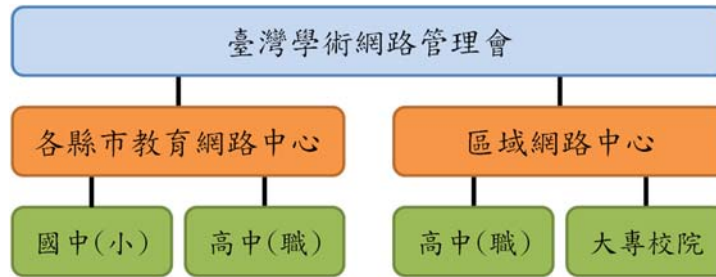 臺灣學術網路管理會
各縣市教育網路中心
區域網路中心
國中(小)
高中(職)
高中(職)
大專校院